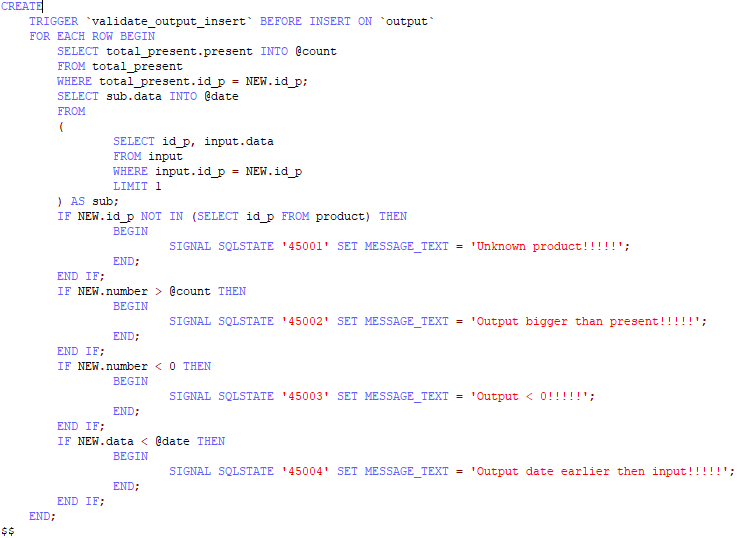 CREATE
TRIGGER `validate_output_insert` BEFORE INSERT ON `output`
FOR EACH ROW BEGIN
SELECT total_present.present INTO @count
FROM total_present
WHERE total_present.id_p = NEW.id_p;
SELECT sub.data INTO @date
FROM
(
SELECT id_p, input.data
FROM input
WHERE input.id_p = NEW.id_p
LIMIT 1
) AS sub;
IF NEW.id_p NOT IN (SELECT id_p FROM product) THEN
BEGIN
SIGNAL SQLSTATE '45001' SET MESSAGE_TEXT = 'Unknown product!!!!!';
END;
END IF;
IF NEW.number > @count THEN
BEGIN
SIGNAL SQLSTATE '45002' SET MESSAGE_TEXT = 'Output bigger than present!!!!!';
END;
END IF;
IF NEW.number < 0 THEN
BEGIN
SIGNAL SQLSTATE '45003' SET MESSAGE_TEXT = 'Output < 0!!!!!';
END;
END IF;
IF NEW.data < @date THEN
BEGIN
SIGNAL SQLSTATE '45004' SET MESSAGE_TEXT = 'Output date earlier then input!!!!!';
END;
END IF;
END;
$$